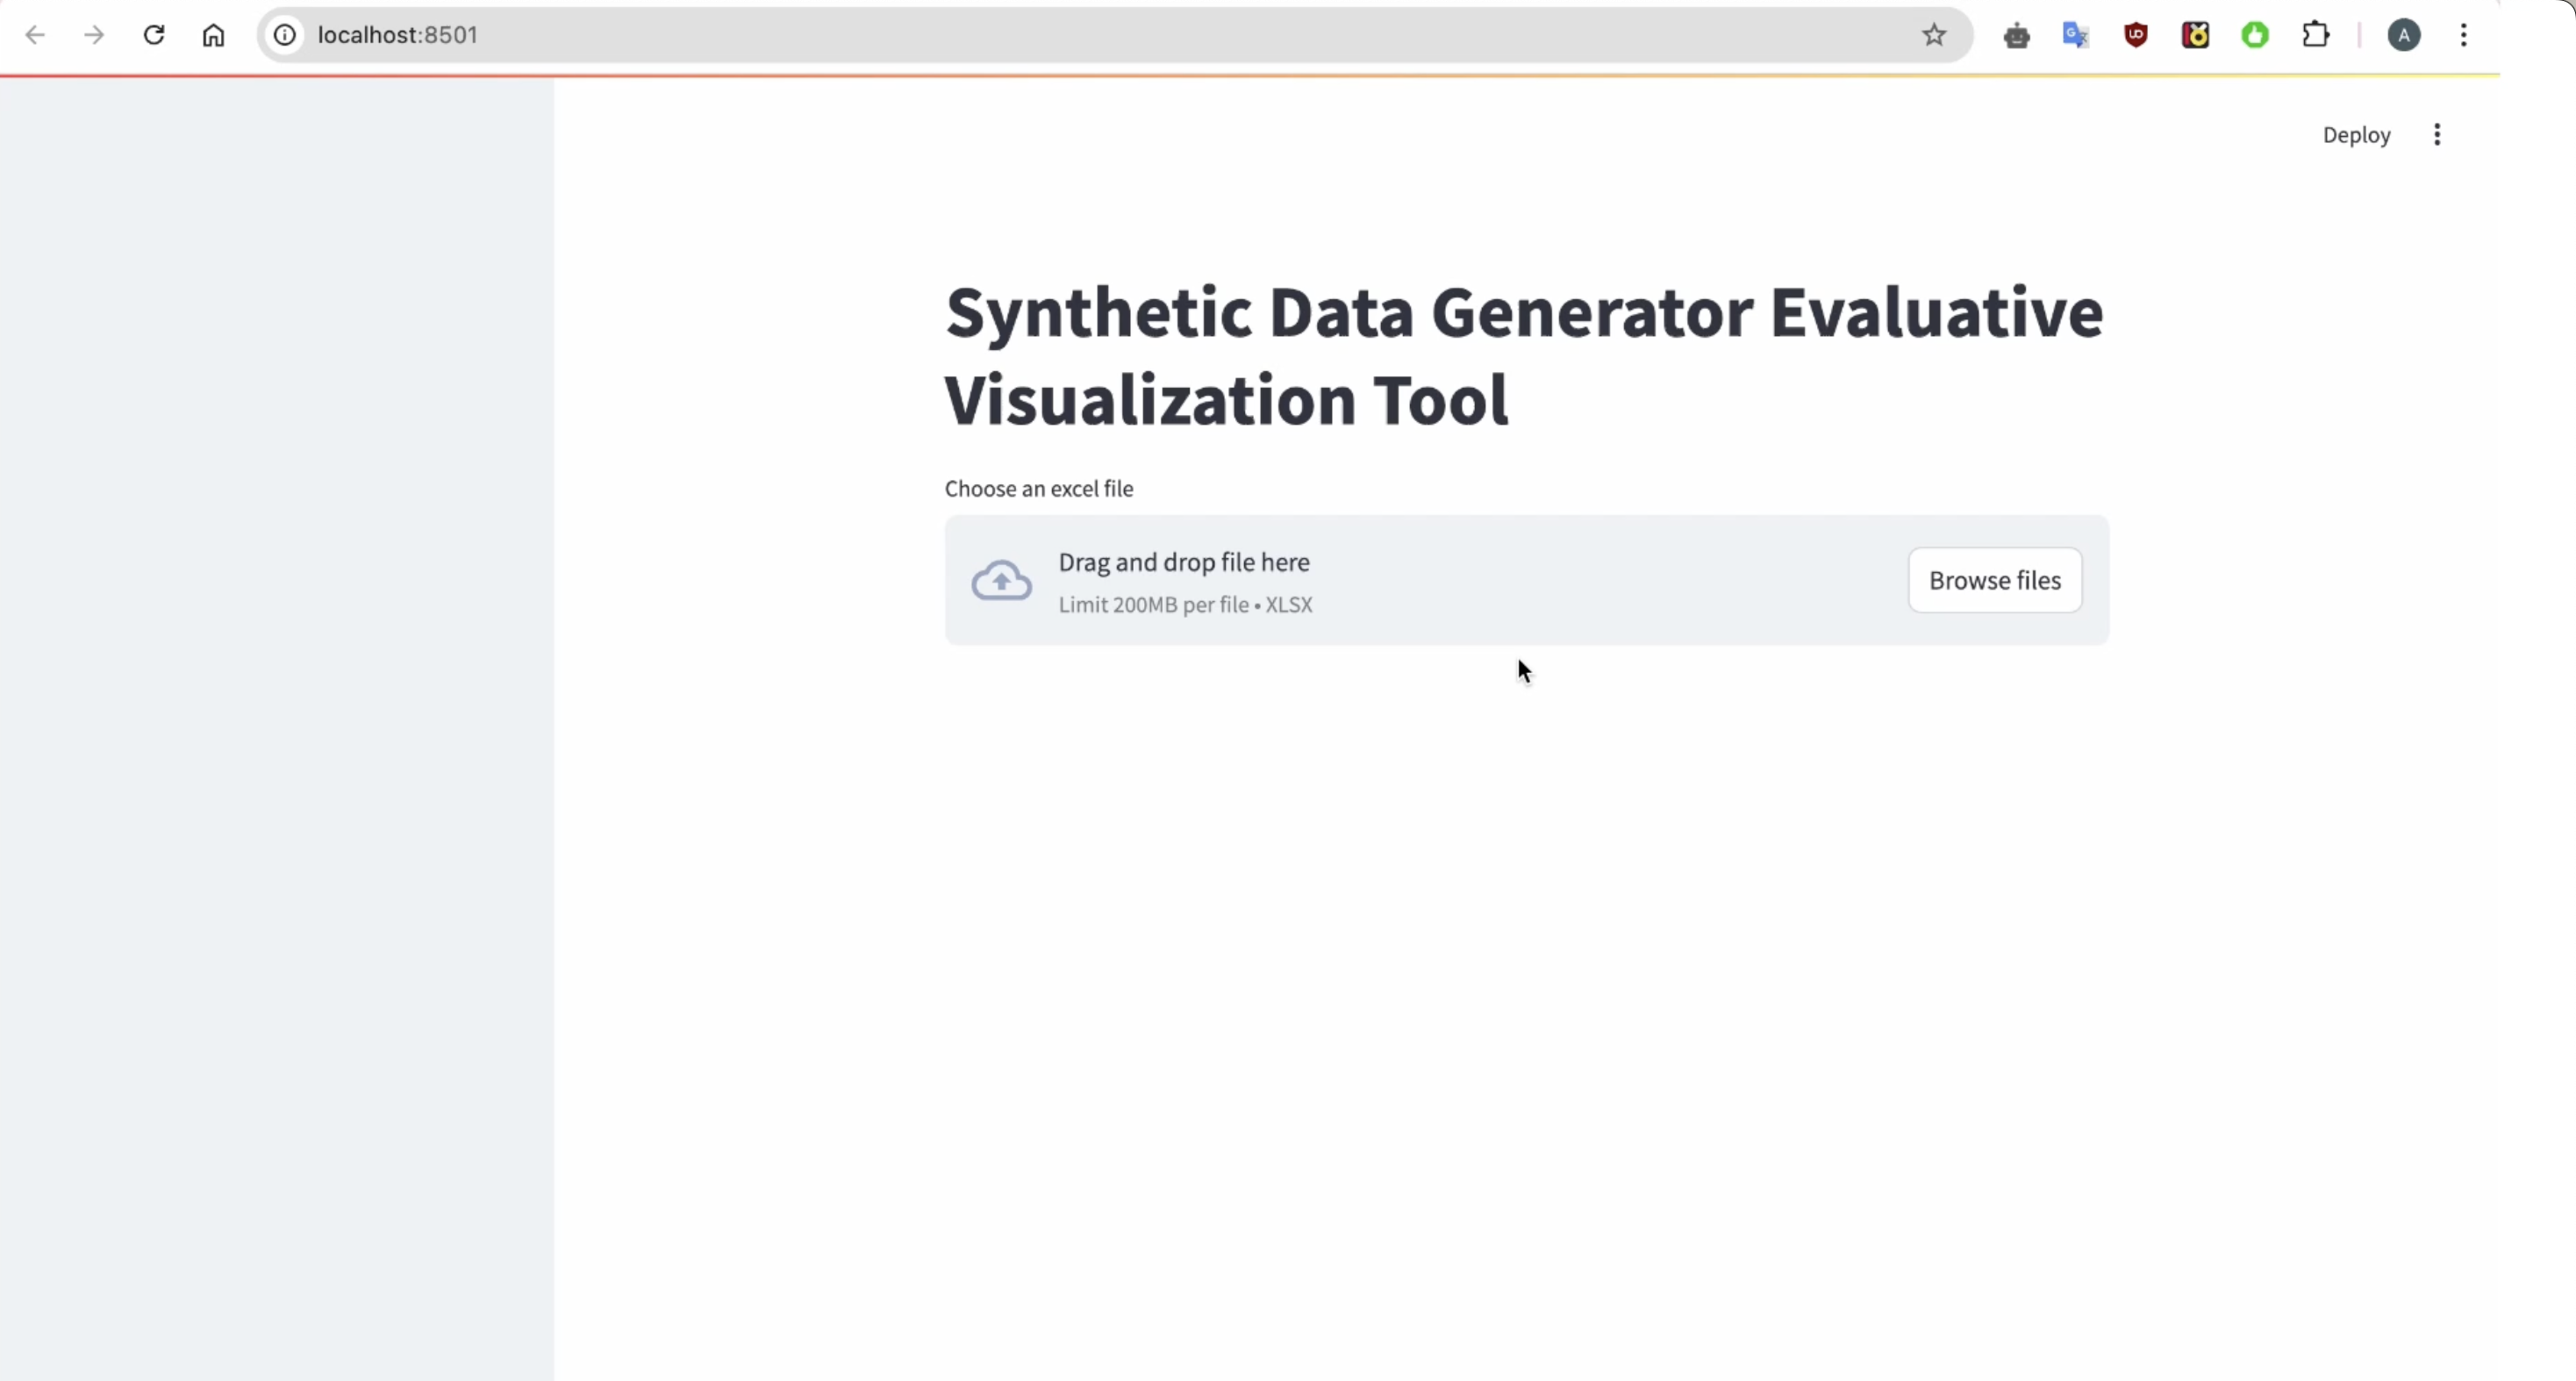 localhost:8501
A
Deploy
Synthetic Data Generator Evaluative
Visualization Tool
Choose an excel file
Drag and drop file here
Limit 200MB per file • XLSX
Browse files